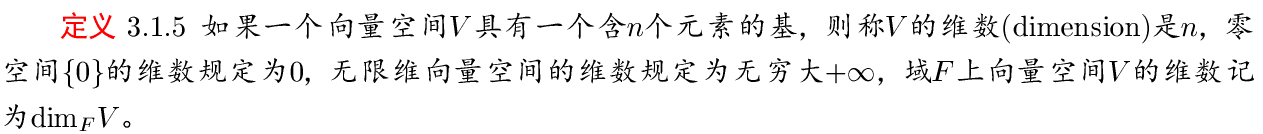 定义 3.1.5 如果一个向量空间V具有一个含n个元素的基，则称V的维数(dimension)是n，零
空间{0}的维数规定为0，无限维向量空间的维数规定为无穷大+∞，域F上向量空间V的维数记
为dim_F V。